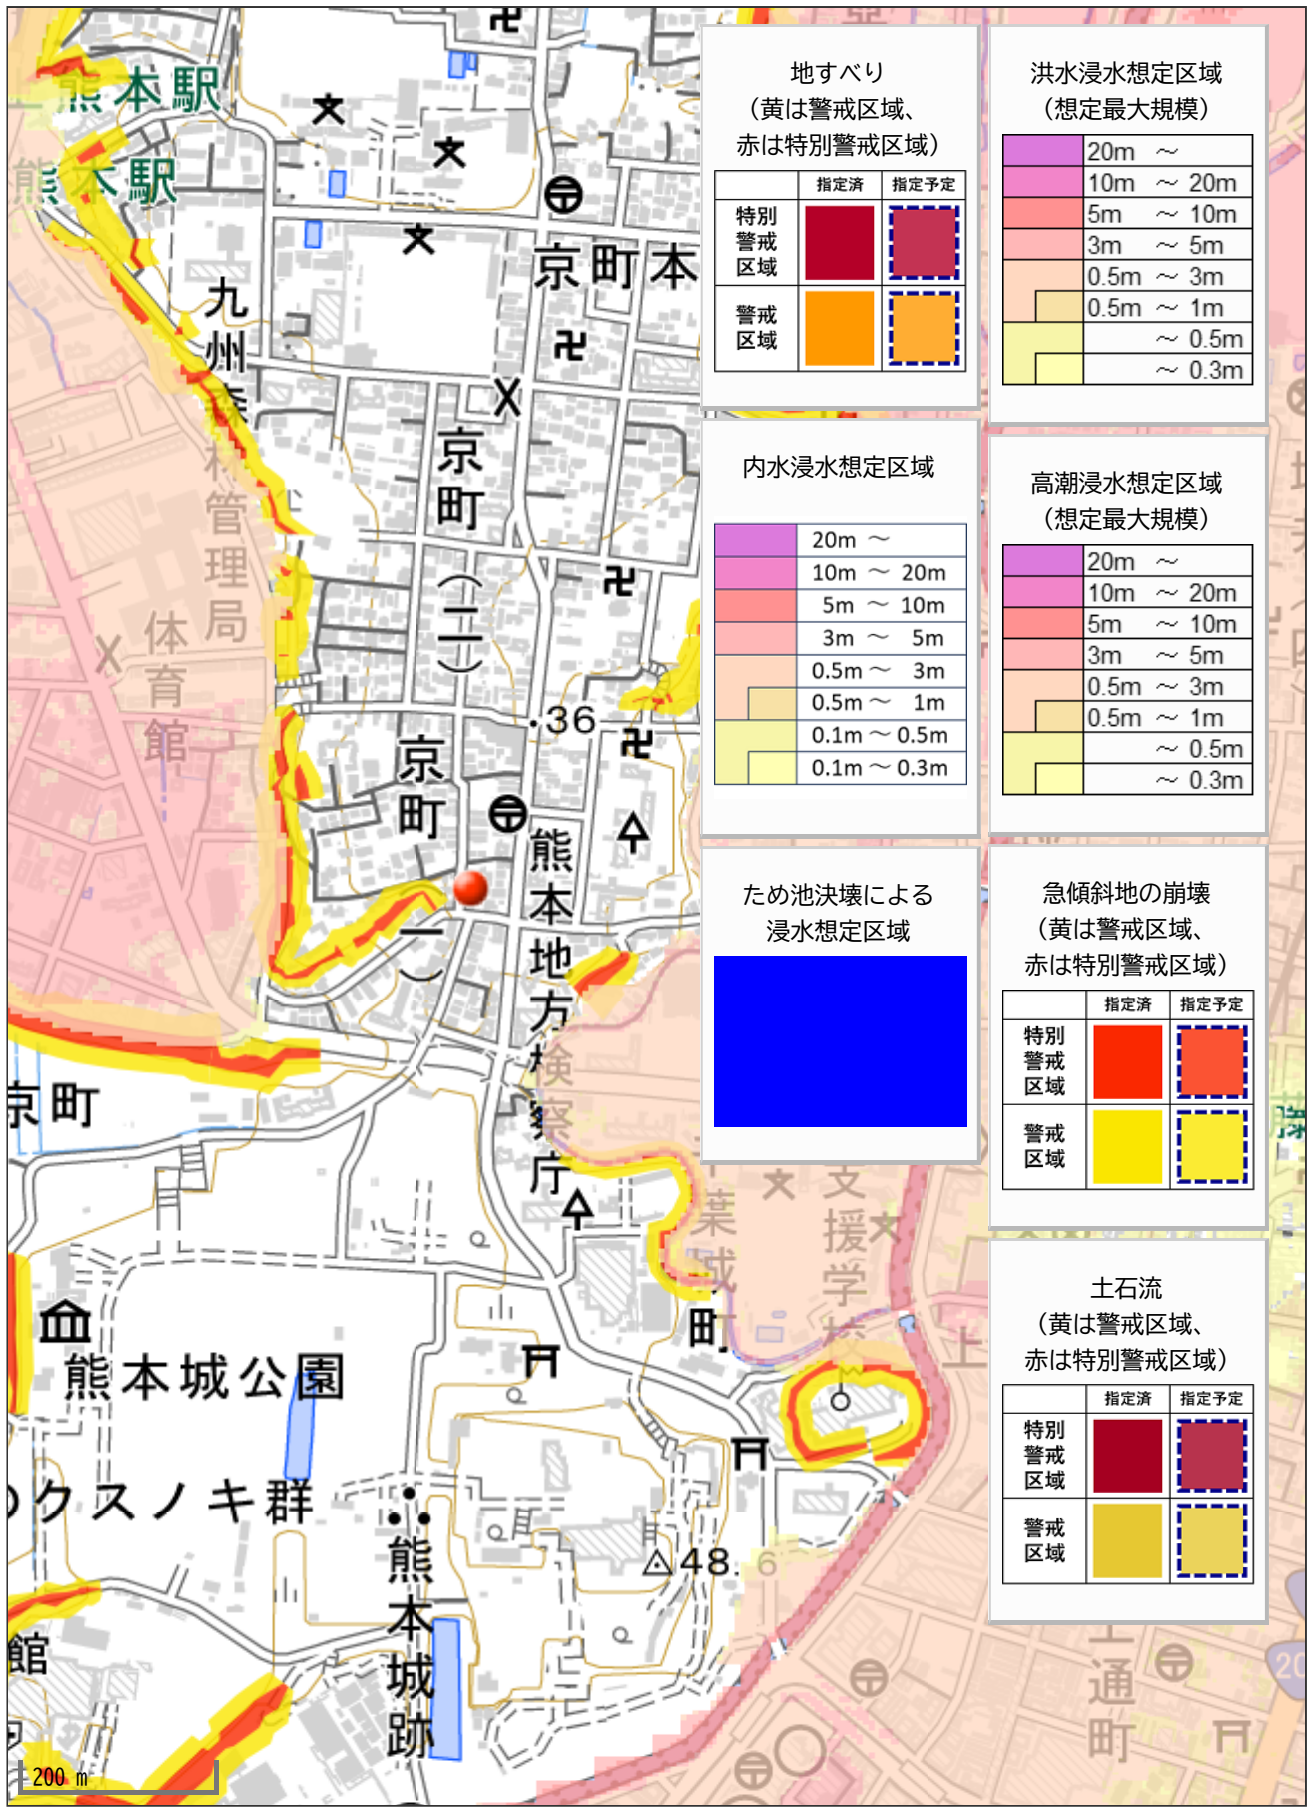 熊本駅
熊本駅
京町本
九州森林管理局
京町(二)
体育館
・36
京町(一)
熊本地方検察庁
京町
支援学校
葉城町
上
熊本城公園
のクスノキ群
熊本城跡
48.6
館
上通町
20
藤
200 m
地すべり
(黄は警戒区域、
赤は特別警戒区域)
指定済 指定予定
特別警戒区域
警戒区域
洪水浸水想定区域
(想定最大規模)
20m ～
10m ～ 20m
5m ～ 10m
3m ～ 5m
0.5m ～ 3m
0.5m ～ 1m
～ 0.5m
～ 0.3m
内水浸水想定区域
20m ～
10m ～ 20m
5m ～ 10m
3m ～ 5m
0.5m ～ 3m
0.5m ～ 1m
0.1m ～ 0.5m
0.1m ～ 0.3m
高潮浸水想定区域
(想定最大規模)
20m ～
10m ～ 20m
5m ～ 10m
3m ～ 5m
0.5m ～ 3m
0.5m ～ 1m
～ 0.5m
～ 0.3m
ため池決壊による
浸水想定区域
急傾斜地の崩壊
(黄は警戒区域、
赤は特別警戒区域)
指定済 指定予定
特別警戒区域
警戒区域
土石流
(黄は警戒区域、
赤は特別警戒区域)
指定済 指定予定
特別警戒区域
警戒区域